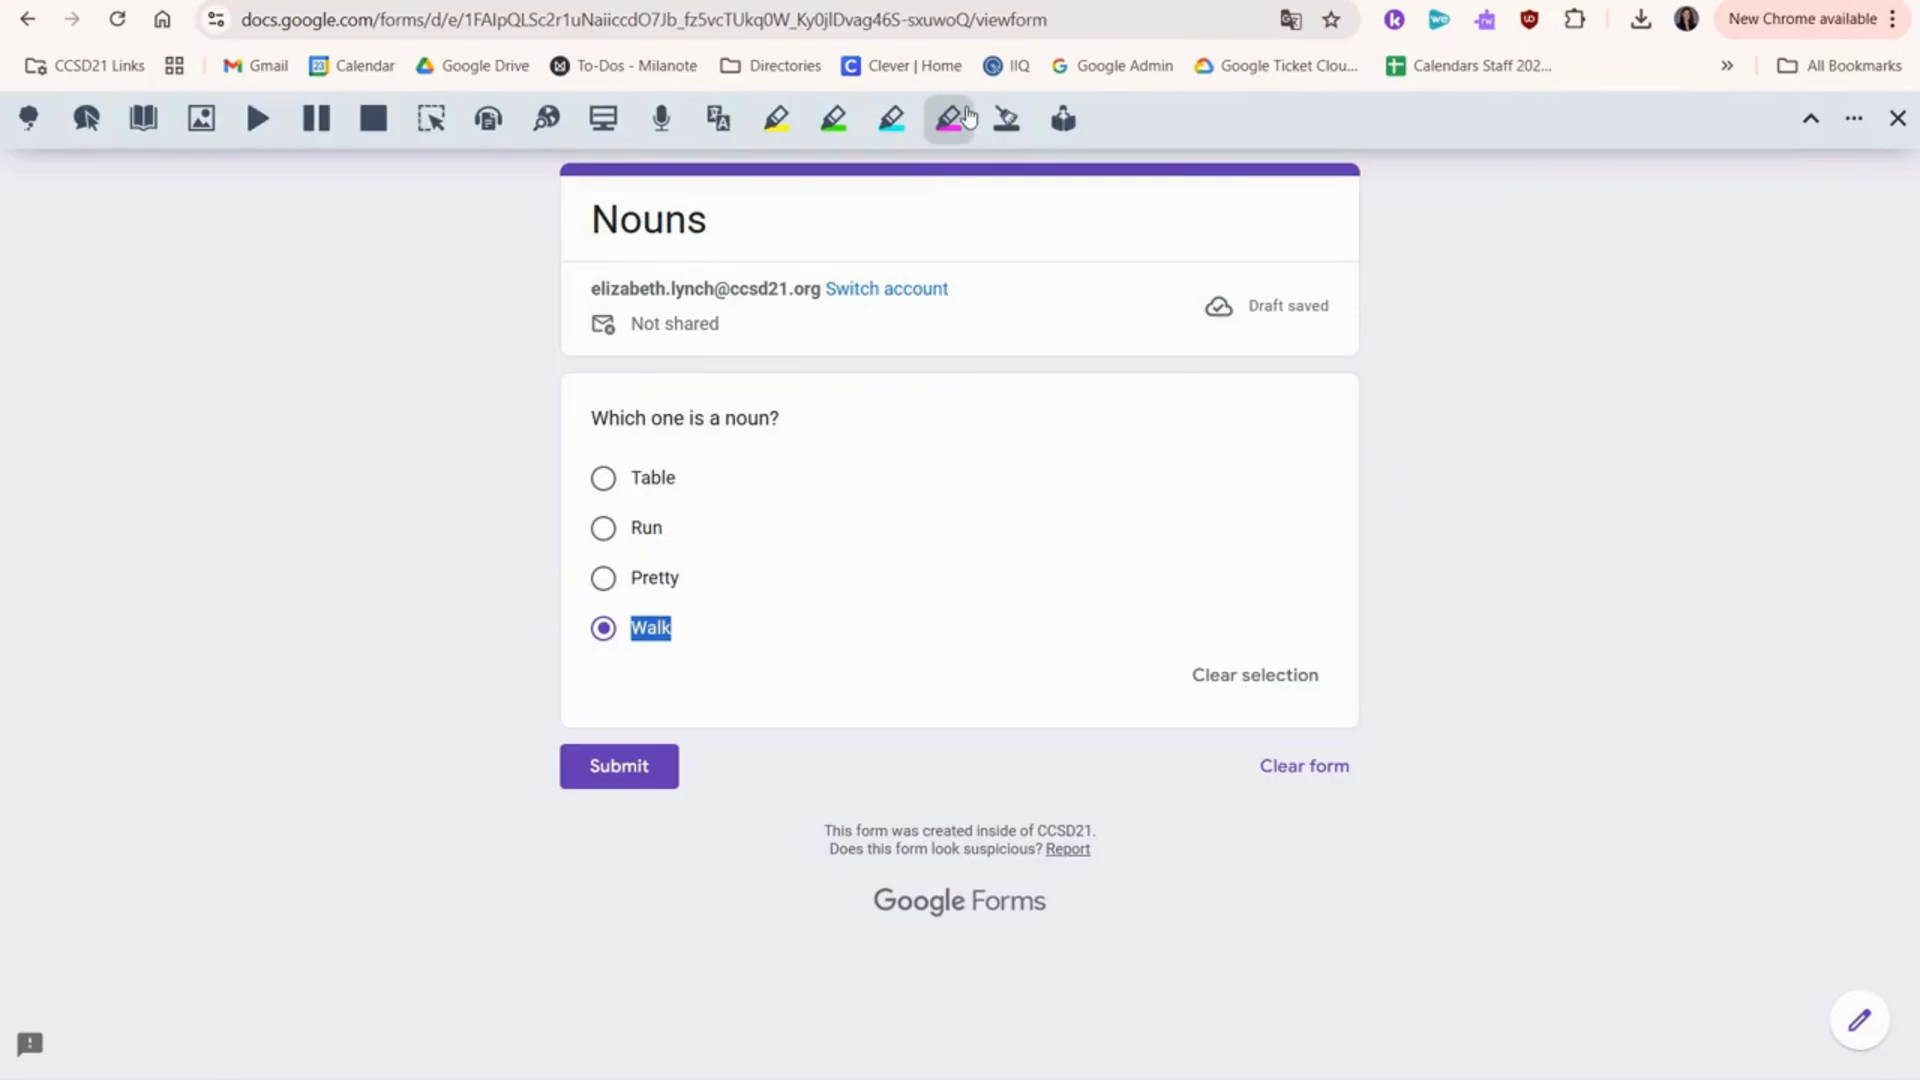 docs.google.com/forms/d/e/1FAIpQLSc2r1uNaiiccdO7Jb_fz5vcTUkq0W_Ky0jlDvag46S-sxuwoQ/viewform
New Chrome available
CCSD21 Links
Gmail
23
Calendar
Google Drive
To-Dos - Milanote
Directories
C
Clever | Home
IIQ
Google Admin
Google Ticket Clou...
Calendars Staff 202...
All Bookmarks
Nouns
elizabeth.lynch@ccsd21.org Switch account
Draft saved
Not shared
Which one is a noun?
Table
Run
Pretty
Walk
Clear selection
Submit
Clear form
This form was created inside of CCSD21.
Does this form look suspicious? Report
Google Forms